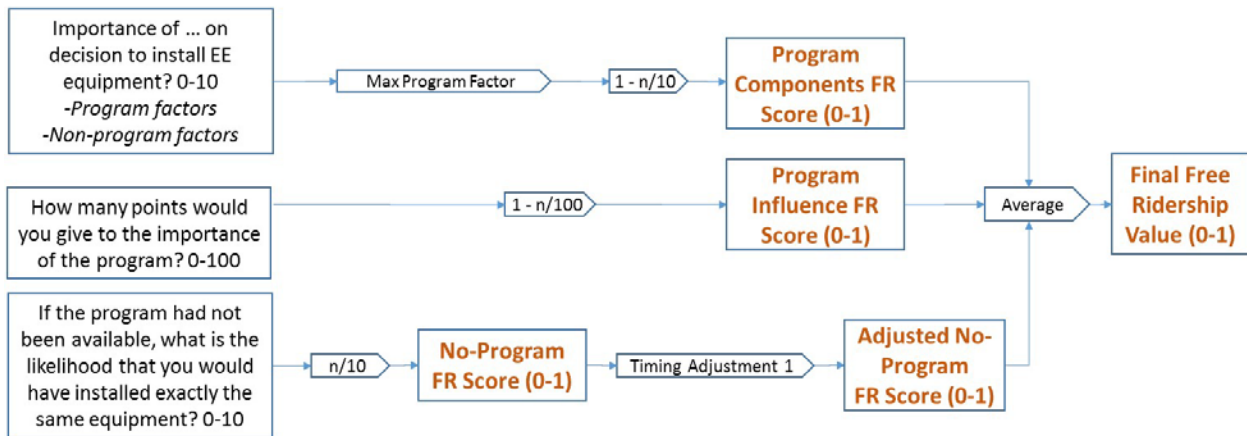 Importance of ... on
decision to install EE
equipment? 0-10
-Program factors
-Non-program factors
Max Program Factor
1 - n/10
Program
Components FR
Score (0-1)
How many points would
you give to the importance
of the program? 0-100
1 - n/100
Program
Influence FR
Score (0-1)
Average
Final Free
Ridership
Value (0-1)
If the program had not
been available, what is the
likelihood that you would
have installed exactly the
same equipment? 0-10
n/10
No-Program
FR Score (0-1)
Timing Adjustment 1
Adjusted No-
Program
FR Score (0-1)